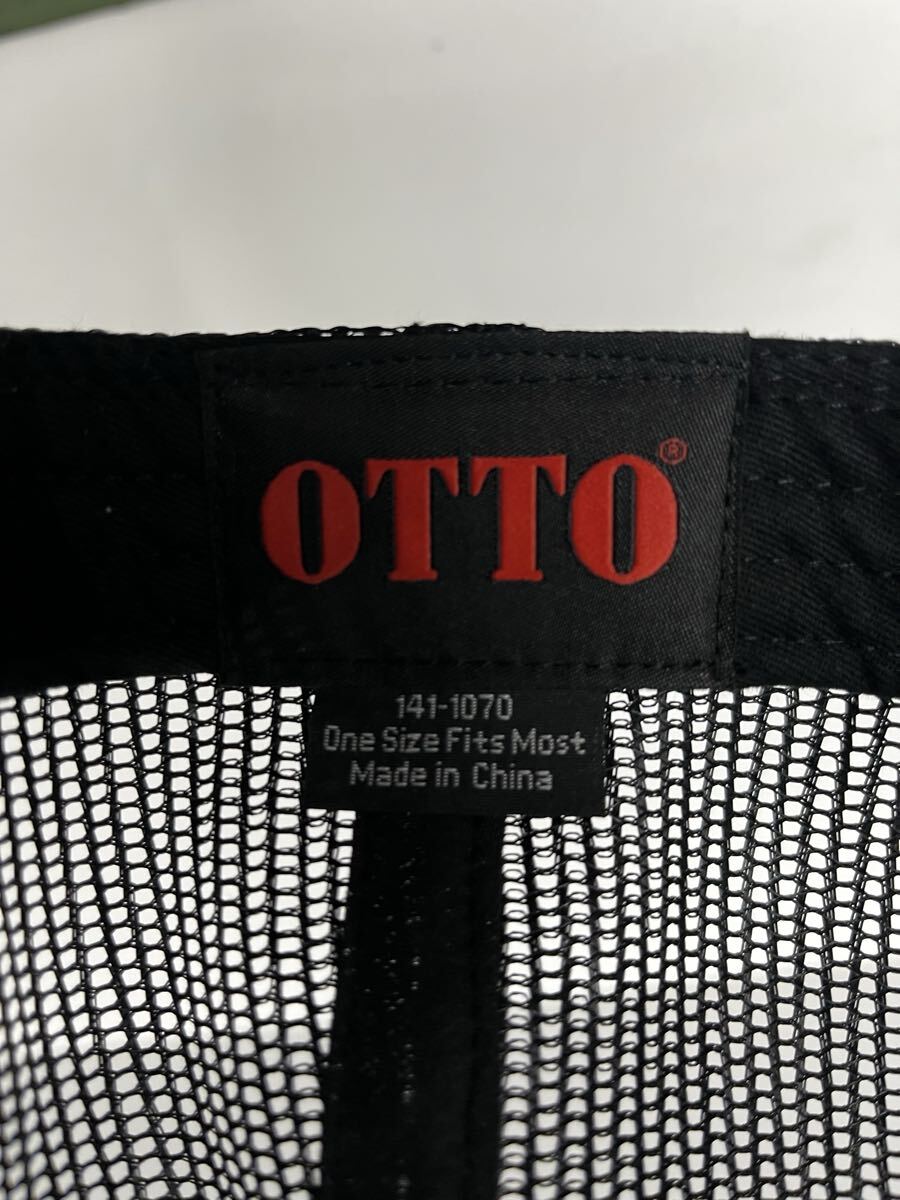 OTTO®
141-1070
One Size Fits Most
Made in China